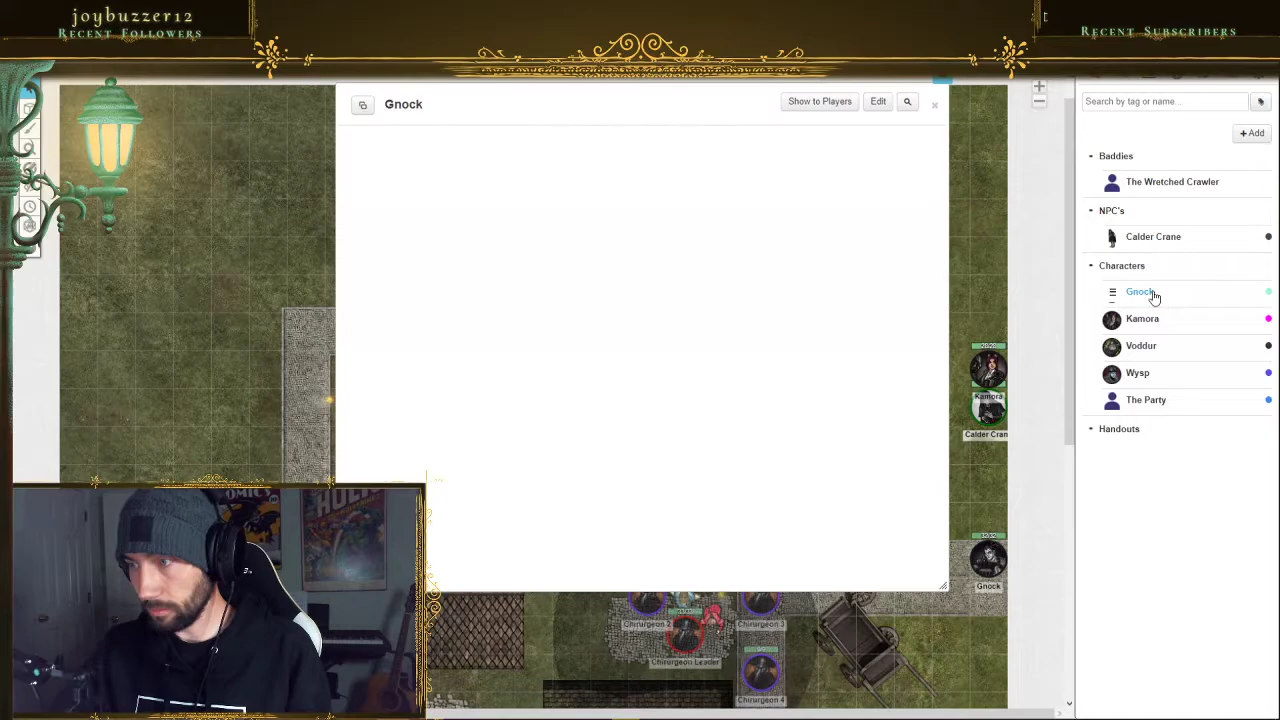 joybuzzer12
RECENT FOLLOWERS
RECENT SUBSCRIBERS
Gnock
Show to Players
Edit
Search by tag or name...
+ Add
Baddies
The Wretched Crawler
NPC's
Calder Crane
Characters
Gnock
Kamora
Voddur
Wysp
The Party
Handouts
Kamora
Calder Cran
Gnock
Chirurgeon 2
Chirurgeon 3
Chirurgeon Leader
Chirurgeon 4
COMICS
HULK